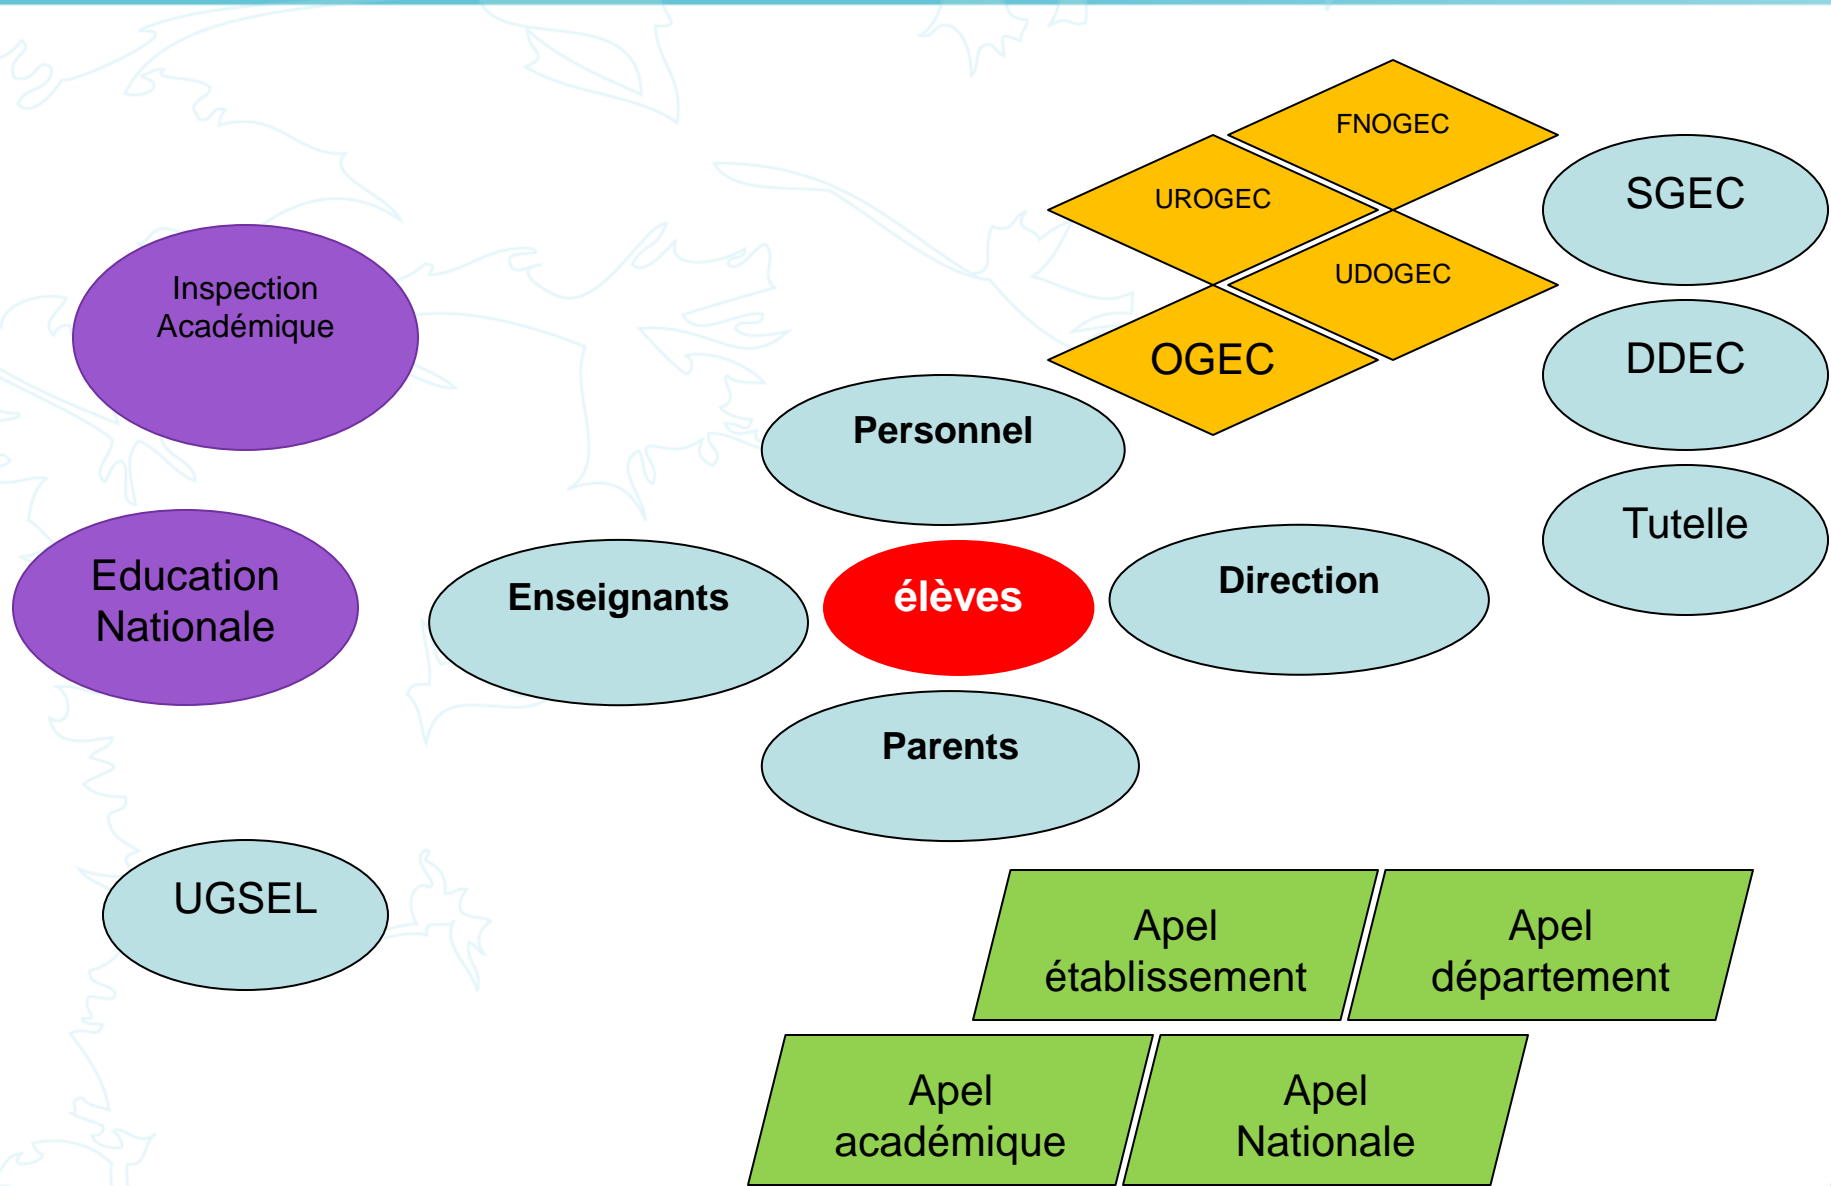 FNOGEC
UROGEC
SGEC
UDOGEC
Inspection
Académique
OGEC
DDEC
Personnel
Tutelle
Education
Nationale
Enseignants
élèves
Direction
Parents
UGSEL
Apel
établissement
Apel
département
Apel
académique
Apel
Nationale